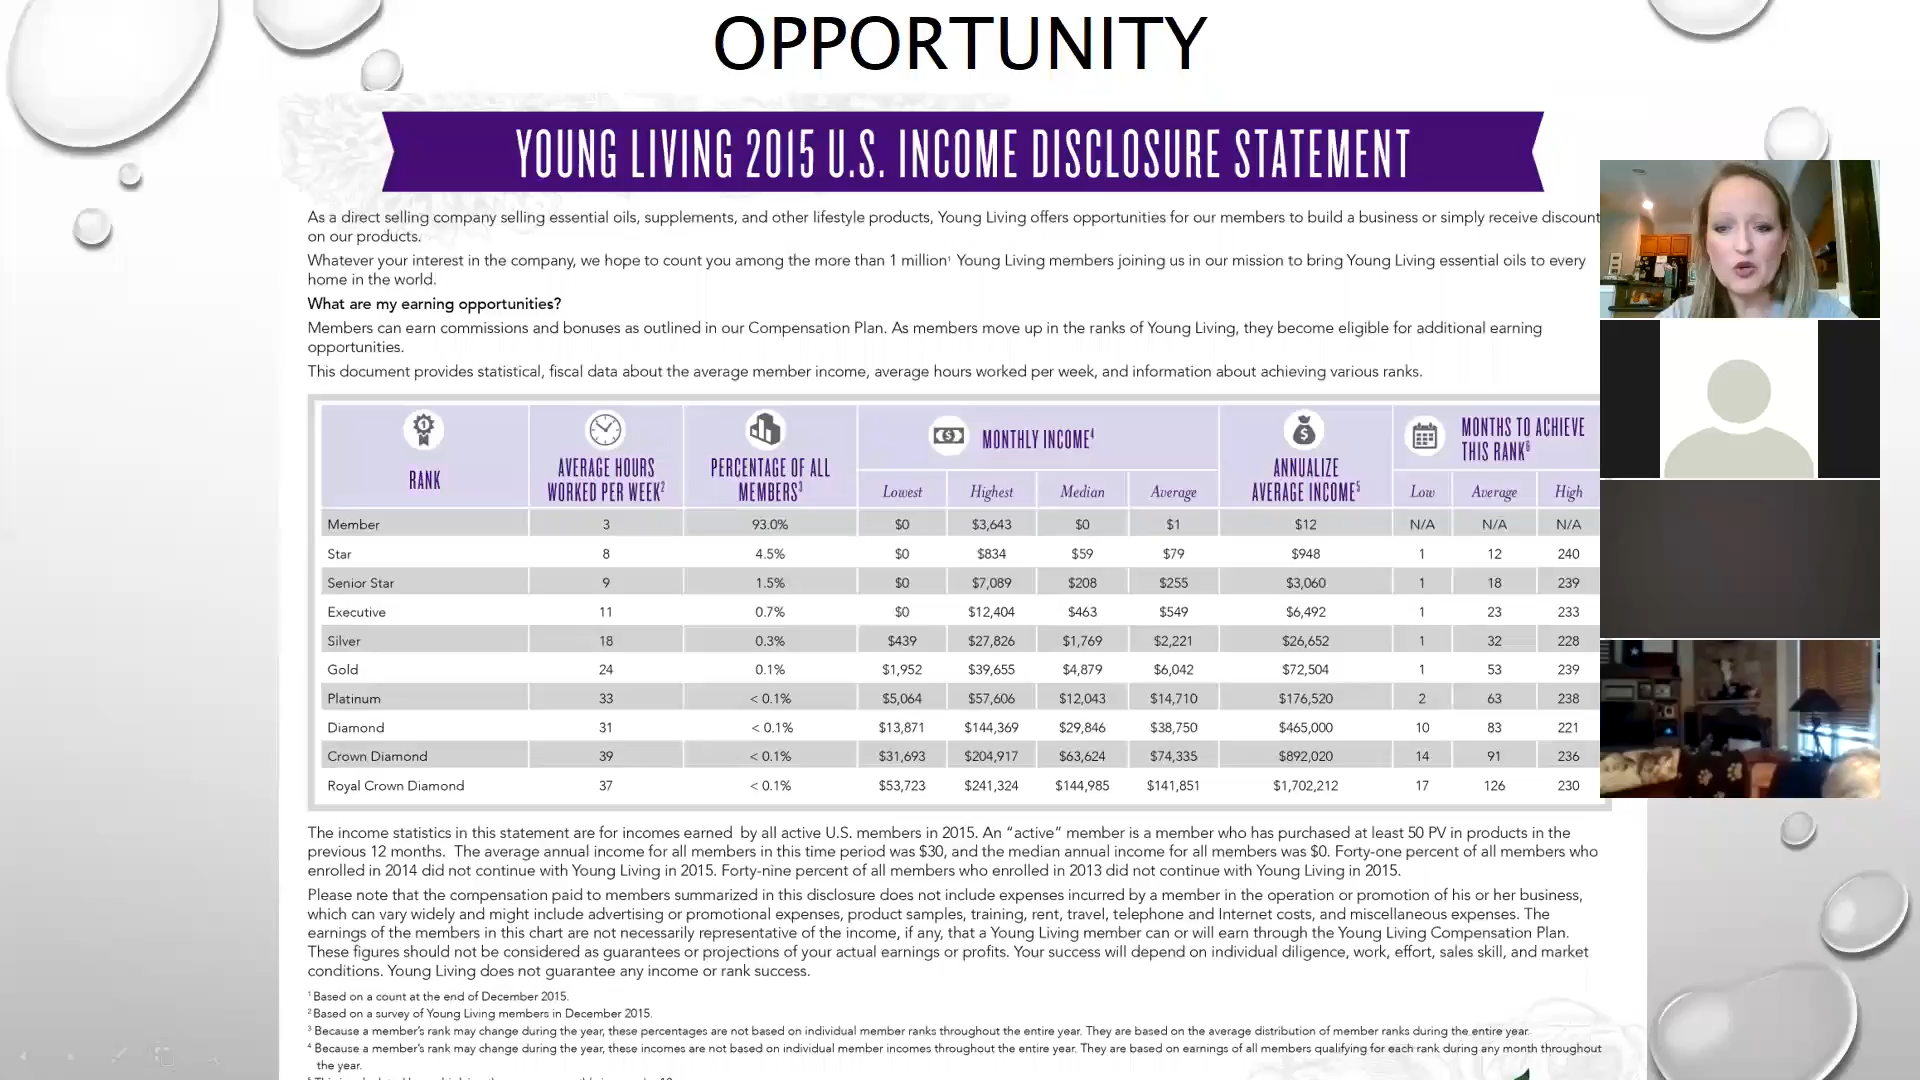 OPPORTUNITY
YOUNG LIVING 2015 U.S. INCOME DISCLOSURE STATEMENT
As a direct selling company selling essential oils, supplements, and other lifestyle products, Young Living offers opportunities for our members to build a business or simply receive discount
on our products.
Whatever your interest in the company, we hope to count you among the more than 1 million¹ Young Living members joining us in our mission to bring Young Living essential oils to every
home in the world.
What are my earning opportunities?
Members can earn commissions and bonuses as outlined in our Compensation Plan. As members move up in the ranks of Young Living, they become eligible for additional earning
opportunities.
This document provides statistical, fiscal data about the average member income, average hours worked per week, and information about achieving various ranks.
RANK
AVERAGE HOURS
WORKED PER WEEK²
PERCENTAGE OF ALL
MEMBERS³
MONTHLY INCOME⁴
ANNUALIZE
AVERAGE INCOME⁵
MONTHS TO ACHIEVE
THIS RANK⁶
Lowest Highest Median Average Low Average High
Member 3 93.0% $0 $3,643 $0 $1 $12 N/A N/A N/A
Star 8 4.5% $0 $834 $59 $79 $948 1 12 240
Senior Star 9 1.5% $0 $7,089 $208 $255 $3,060 1 18 239
Executive 11 0.7% $0 $12,404 $463 $549 $6,492 1 23 233
Silver 18 0.3% $439 $27,826 $1,769 $2,221 $26,652 1 32 228
Gold 24 0.1% $1,952 $39,655 $4,879 $6,042 $72,504 1 53 239
Platinum 33 < 0.1% $5,064 $57,606 $12,043 $14,710 $176,520 2 63 238
Diamond 31 < 0.1% $13,871 $144,369 $29,846 $38,750 $465,000 10 83 221
Crown Diamond 39 < 0.1% $31,693 $204,917 $63,624 $74,335 $892,020 14 91 236
Royal Crown Diamond 37 < 0.1% $53,723 $241,324 $144,985 $141,851 $1,702,212 17 126 230
The income statistics in this statement are for incomes earned by all active U.S. members in 2015. An “active” member is a member who has purchased at least 50 PV in products in the
previous 12 months. The average annual income for all members in this time period was $30, and the median annual income for all members was $0. Forty-one percent of all members who
enrolled in 2014 did not continue with Young Living in 2015. Forty-nine percent of all members who enrolled in 2013 did not continue with Young Living in 2015.
Please note that the compensation paid to members summarized in this disclosure does not include expenses incurred by a member in the operation or promotion of his or her business,
which can vary widely and might include advertising or promotional expenses, product samples, training, rent, travel, telephone and Internet costs, and miscellaneous expenses. The
earnings of the members in this chart are not necessarily representative of the income, if any, that a Young Living member can or will earn through the Young Living Compensation Plan.
These figures should not be considered as guarantees or projections of your actual earnings or profits. Your success will depend on individual diligence, work, effort, sales skill, and market
conditions. Young Living does not guarantee any income or rank success.
¹ Based on a count at the end of December 2015.
² Based on a survey of Young Living members in December 2015.
³ Because a member’s rank may change during the year, these percentages are not based on individual member ranks throughout the entire year. They are based on the average distribution of member ranks during the entire year.
⁴ Because a member’s rank may change during the year, these incomes are not based on individual member incomes throughout the entire year. They are based on earnings of all members qualifying for each rank during any month throughout
the year.